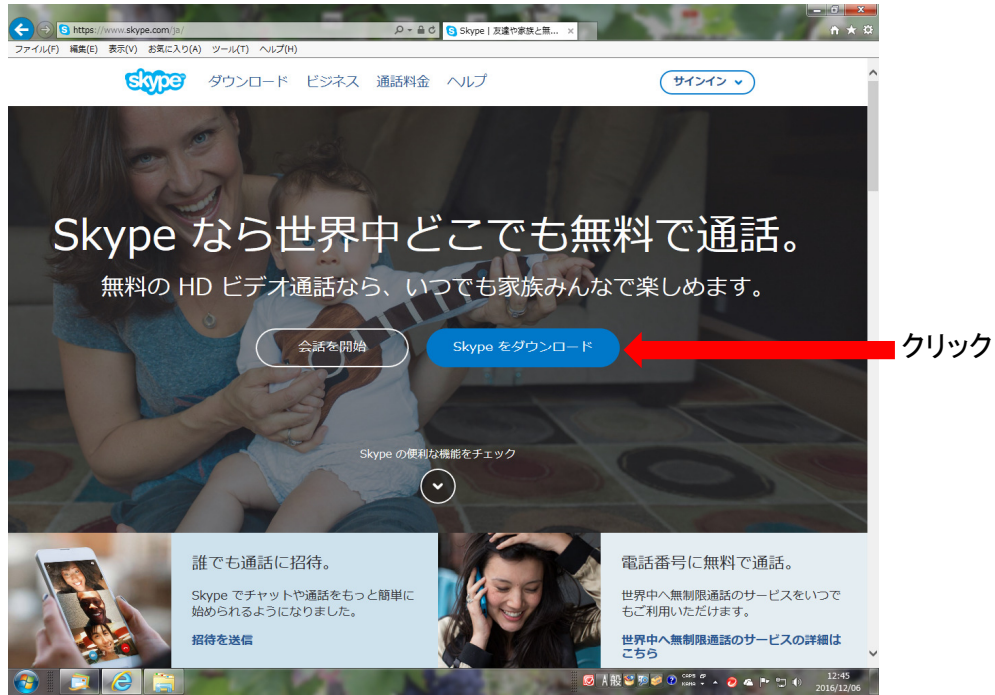 https://www.skype.com/ja/
Skype | 友達や家族と無...
ファイル(F) 編集(E) 表示(V) お気に入り(A) ツール(T) ヘルプ(H)
skype ダウンロード ビジネス 通話料金 ヘルプ サインイン
Skype なら世界中どこでも無料で通話。
無料の HD ビデオ通話なら、いつでも家族みんなで楽しめます。
会話を開始 Skype をダウンロード
クリック
Skype の便利な機能をチェック
誰でも通話に招待。
Skype でチャットや通話をもっと簡単に
始められるようになりました。
招待を送信
電話番号に無料で通話。
世界中へ無制限通話のサービスをいつで
もご利用いただけます。
世界中へ無制限通話のサービスの詳細は
こちら
A 般 CAPS KANA
12:45
2016/12/06